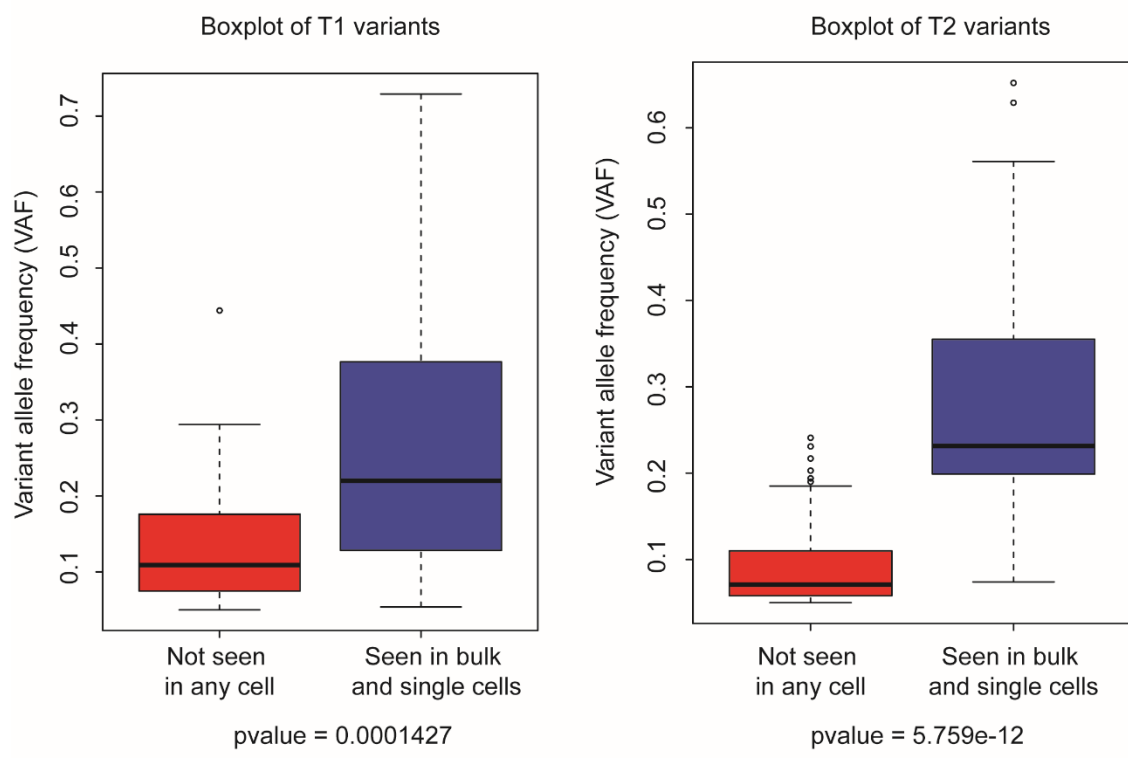 Boxplot of T1 variants
Variant allele frequency (VAF)
0.7
0.6
0.5
0.4
0.3
0.2
0.1
Not seen
in any cell
Seen in bulk
and single cells
pvalue = 0.0001427
Boxplot of T2 variants
Variant allele frequency (VAF)
0.6
0.5
0.4
0.3
0.2
0.1
Not seen
in any cell
Seen in bulk
and single cells
pvalue = 5.759e-12